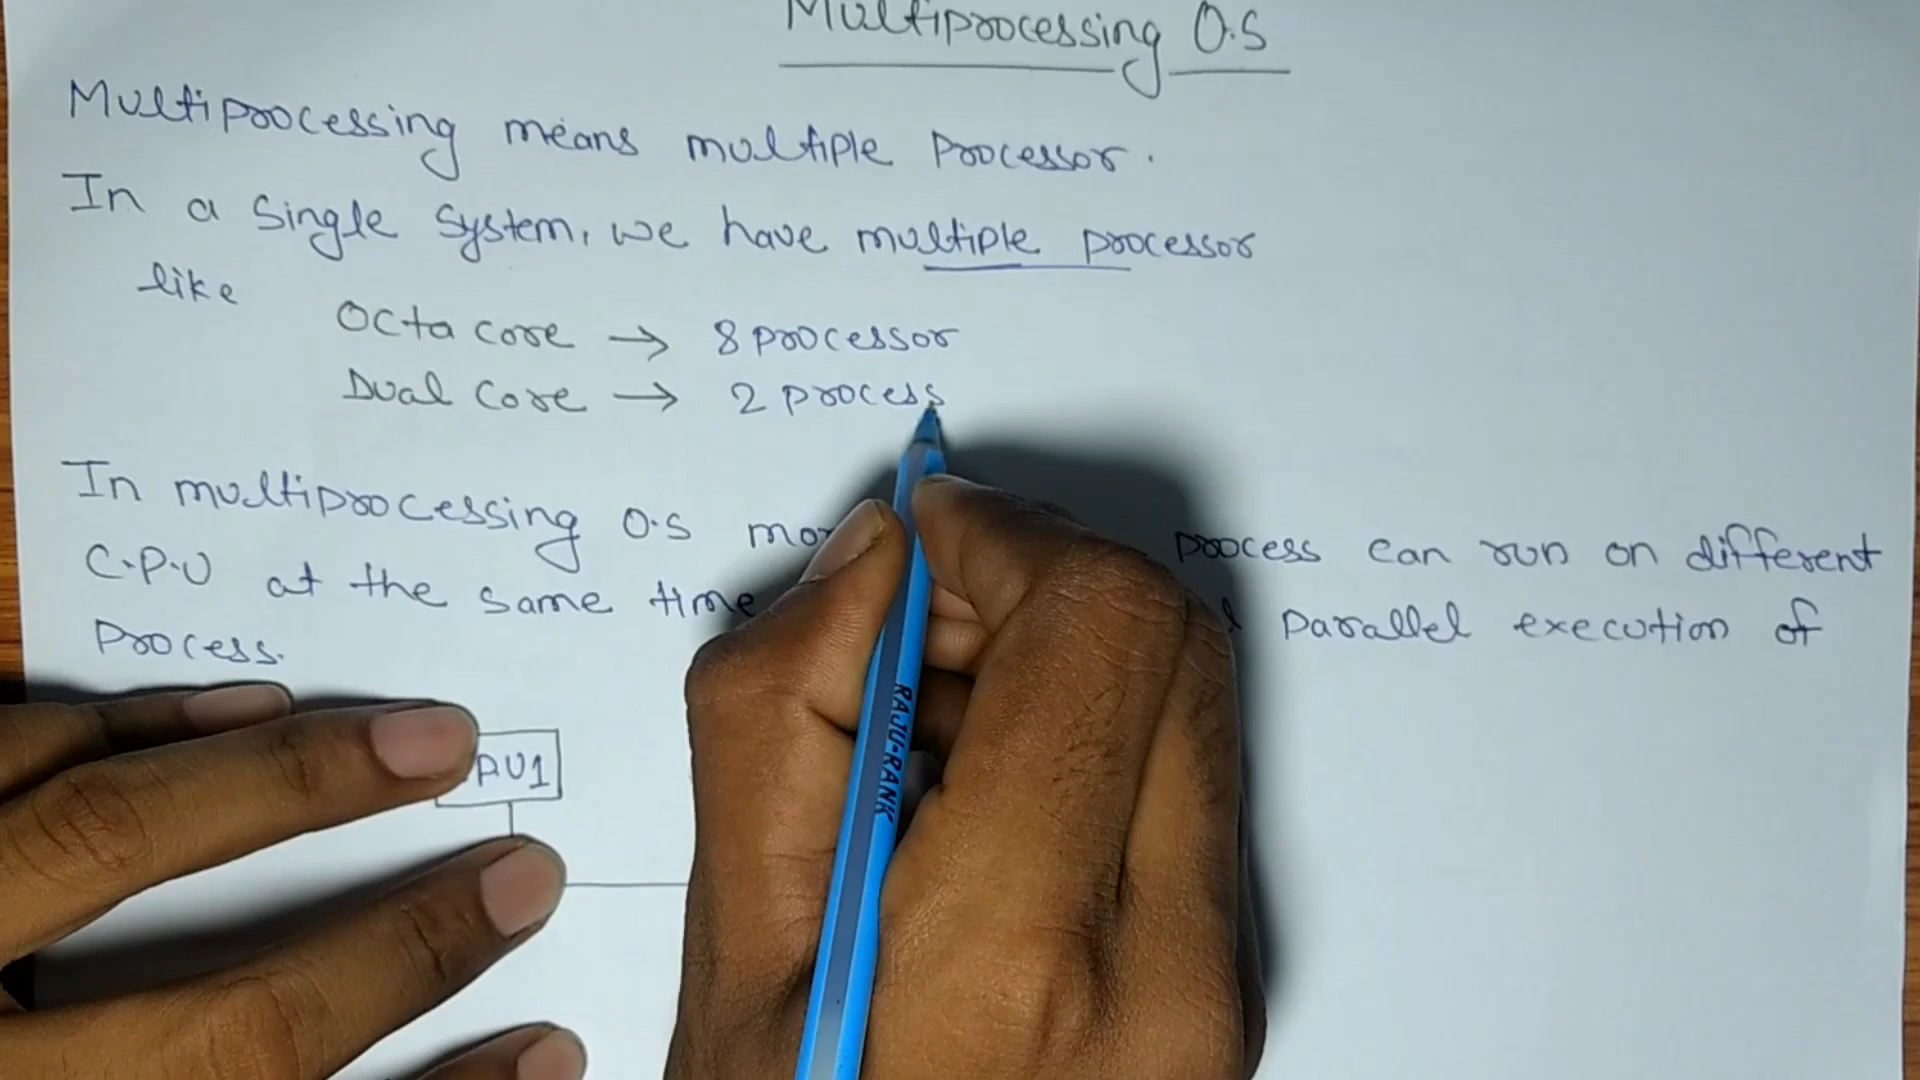 Multiprocessing O.S
Multiprocessing means multiple Processor.
In a Single System, we have multiple processor
like
Octa core → 8 processor
Dual Core → 2 process
In multiprocessing O.S process can run on different
C.P.U at the same time Parallel execution of
Process.
PU1
RAJU-RANK